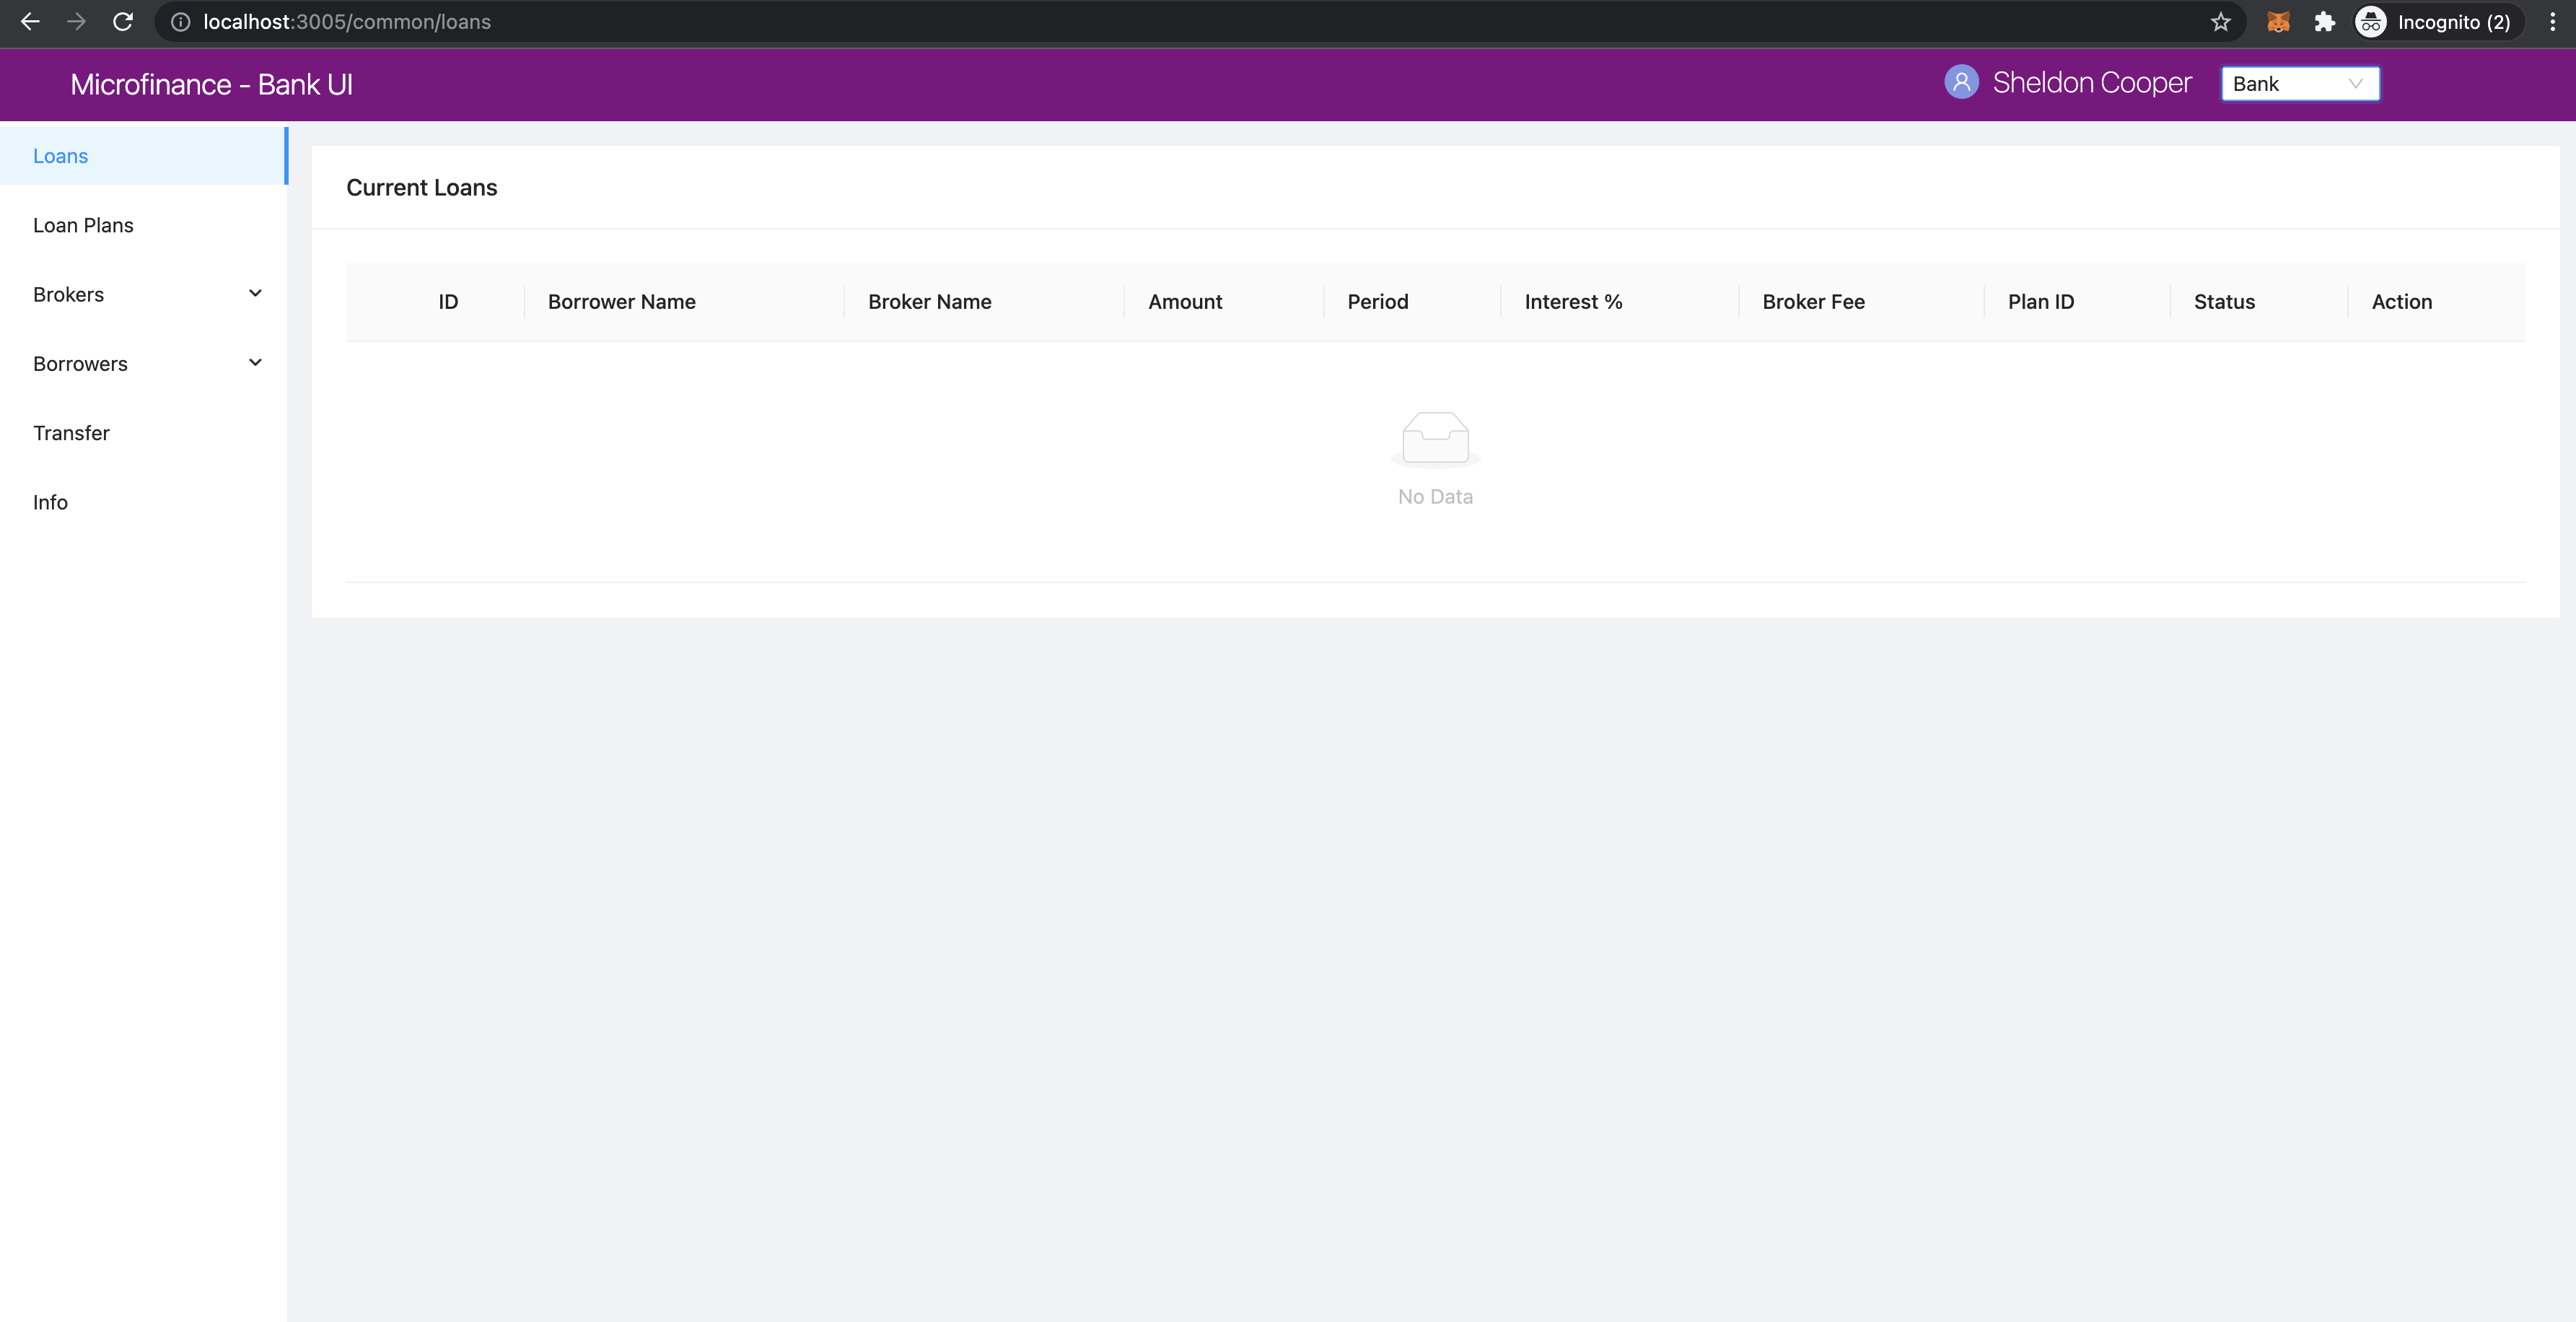 localhost:3005/common/loans
Incognito (2)
Microfinance - Bank UI
Sheldon Cooper
Bank
Loans
Loan Plans
Brokers
Borrowers
Transfer
Info
Current Loans
ID Borrower Name Broker Name Amount Period Interest % Broker Fee Plan ID Status Action
No Data